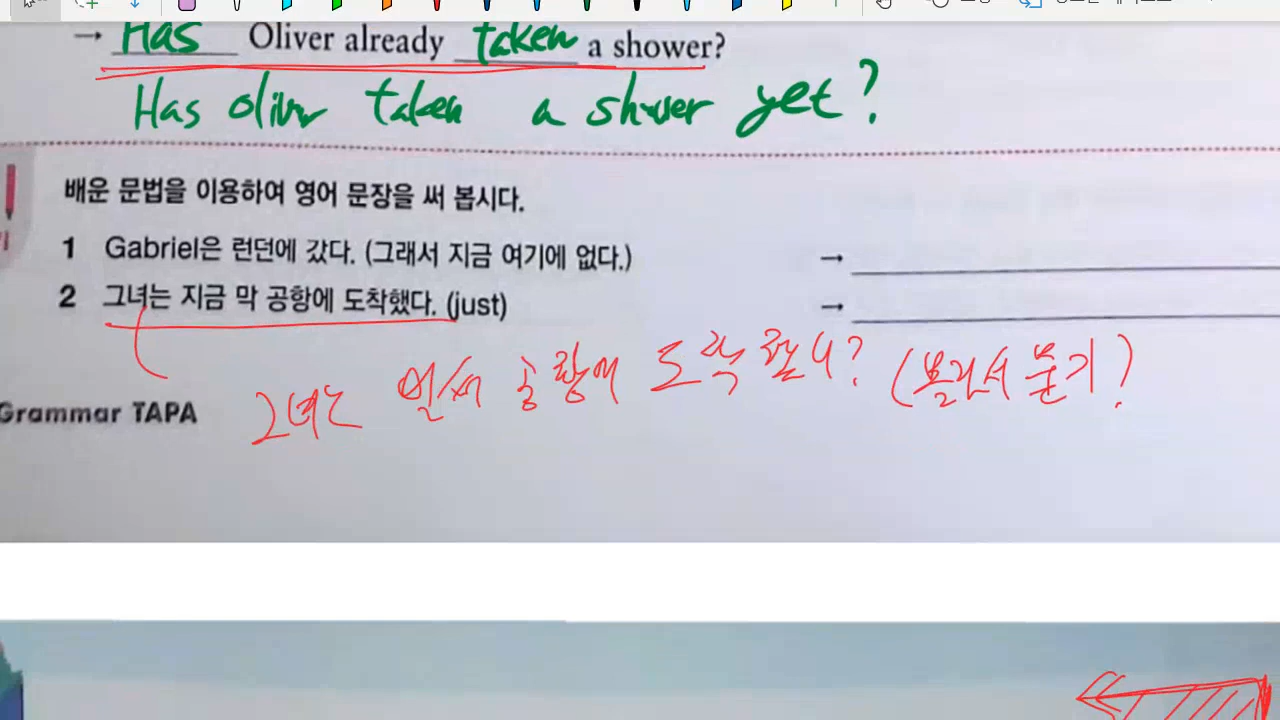 → Has Oliver already taken a shower?
Has oliver taken a shower yet?
배운 문법을 이용하여 영어 문장을 써 봅시다.
1 Gabriel은 런던에 갔다. (그래서 지금 여기에 없다.) →
2 그녀는 지금 막 공항에 도착했다. (just) →
그녀는 벌써 공항에 도착했니? (몰라서 묻기)
Grammar TAPA